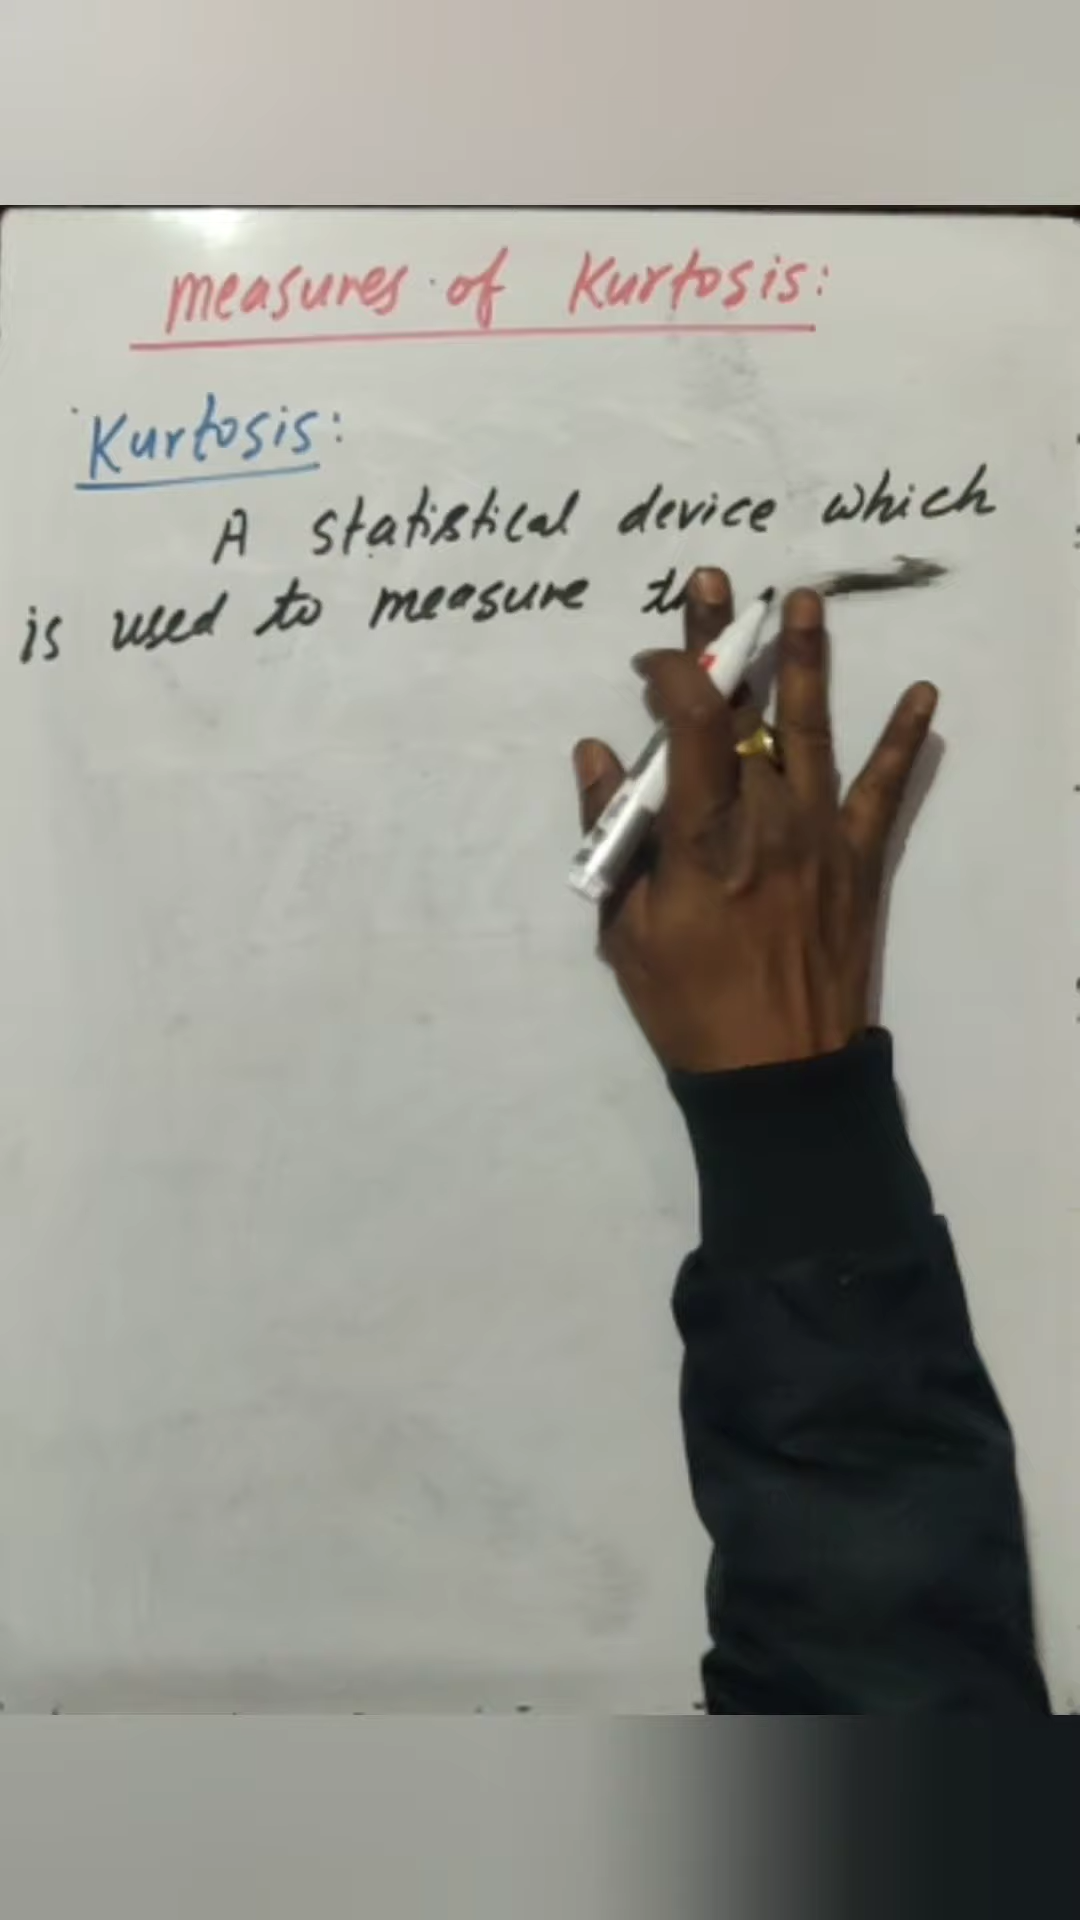 measures of Kurtosis:
Kurtosis:
A statistical device which
is used to measure